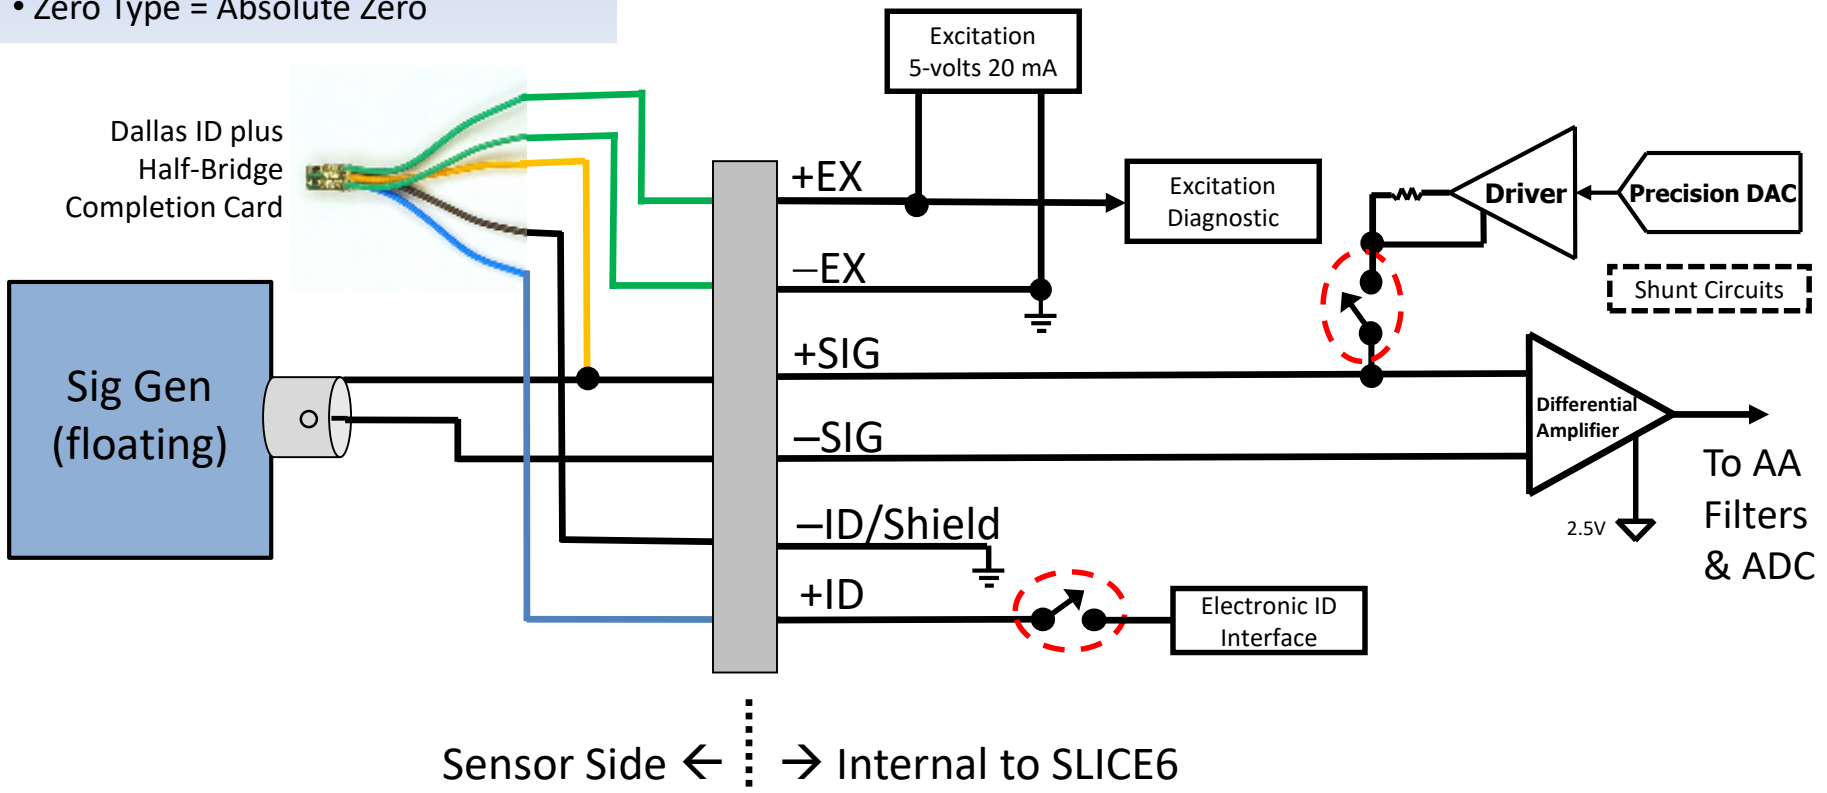 • Zero Type = Absolute Zero
Excitation
5-volts 20 mA
Dallas ID plus
Half-Bridge
Completion Card
+EX
Excitation
Diagnostic
Driver
Precision DAC
–EX
Shunt Circuits
Sig Gen
(floating)
+SIG
–SIG
Differential
Amplifier
To AA
Filters
& ADC
2.5V
–ID/Shield
+ID
Electronic ID
Interface
Sensor Side ← → Internal to SLICE6